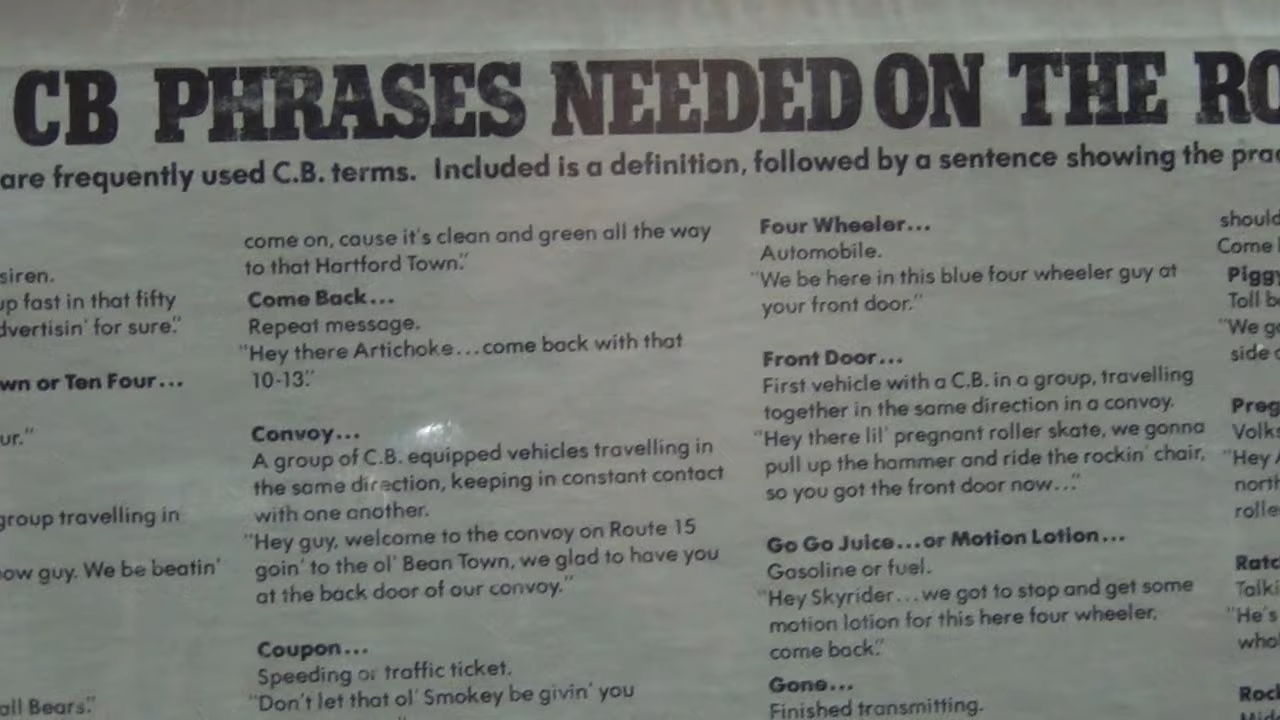 CB PHRASES NEEDED ON THE RO
are frequently used C.B. terms. Included is a definition, followed by a sentence showing the prac
siren.
up fast in that fifty
dvertisin' for sure."
wn or Ten Four...
ur."
group travelling in
ow guy. We be beatin'
all Bears."
come on, cause it's clean and green all the way
to that Hartford Town."
Come Back...
Repeat message.
"Hey there Artichoke...come back with that
10-13."
Convoy...
A group of C.B. equipped vehicles travelling in
the same direction, keeping in constant contact
with one another.
"Hey guy, welcome to the convoy on Route 15
goin' to the ol' Bean Town, we glad to have you
at the back door of our convoy."
Coupon...
Speeding or traffic ticket.
"Don't let that ol' Smokey be givin' you
Four Wheeler...
Automobile.
"We be here in this blue four wheeler guy at
your front door."
Front Door...
First vehicle with a C.B. in a group, travelling
together in the same direction in a convoy.
"Hey there lil' pregnant roller skate, we gonna
pull up the hammer and ride the rockin' chair,
so you got the front door now..."
Go Go Juice...or Motion Lotion...
Gasoline or fuel.
"Hey Skyrider...we got to stop and get some
motion lotion for this here four wheeler,
come back."
Gone...
Finished transmitting.
should
Come
Piggy
Toll b
"We go
side
Preg
Volks
"Hey
north
rolle
Ratc
Talki
"He's
who
Rock